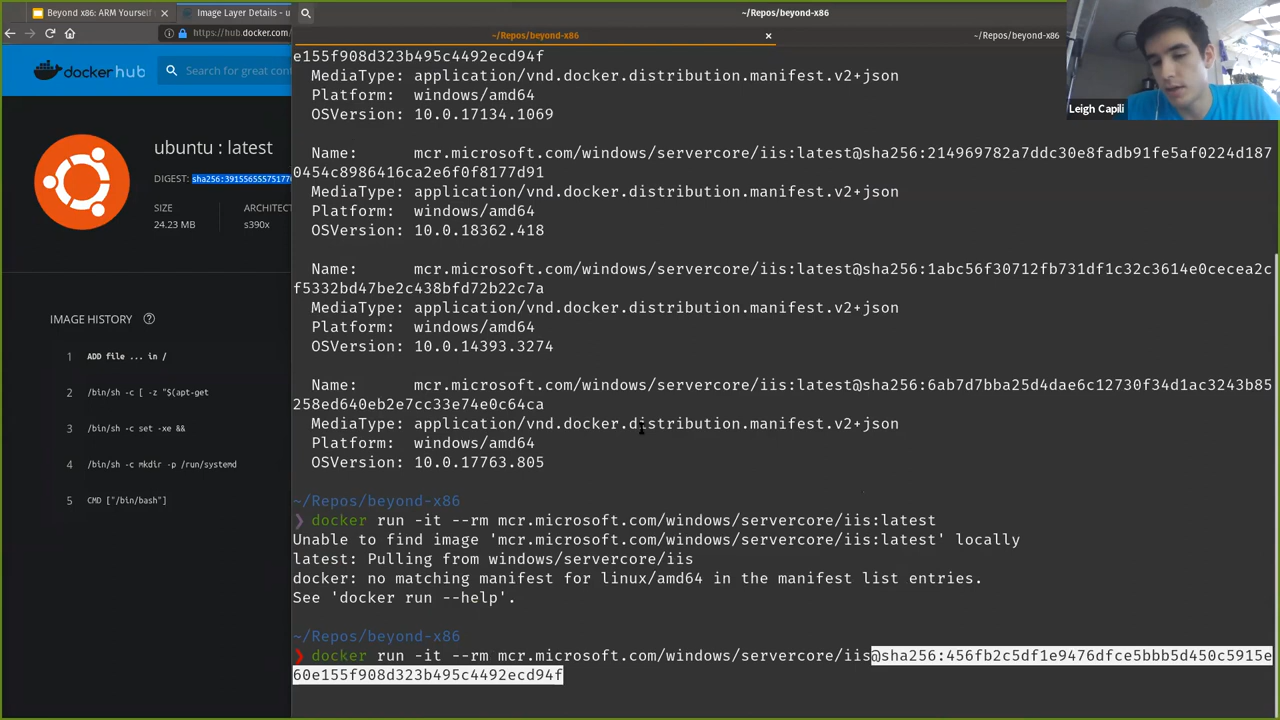 Beyond x86: ARM Yourself
Image Layer Details - u
~/Repos/beyond-x86
https://hub.docker.com/
~/Repos/beyond-x86
~/Repos/beyond-x86
Leigh Capili
docker hub
Search for great cont
ubuntu : latest
DIGEST: sha256:3915565557517
SIZE
ARCHITECT
24.23 MB
s390x
IMAGE HISTORY
1 ADD file ... in /
2 /bin/sh -c [ -z "$(apt-get
3 /bin/sh -c set -xe &&
4 /bin/sh -c mkdir -p /run/systemd
5 CMD ["/bin/bash"]
e155f908d323b495c4492ecd94f
MediaType: application/vnd.docker.distribution.manifest.v2+json
Platform: windows/amd64
OSVersion: 10.0.17134.1069
Name: mcr.microsoft.com/windows/servercore/iis:latest@sha256:214969782a7ddc30e8fadb91fe5af0224d187
0454c8986416ca2e6f0f8177d91
MediaType: application/vnd.docker.distribution.manifest.v2+json
Platform: windows/amd64
OSVersion: 10.0.18362.418
Name: mcr.microsoft.com/windows/servercore/iis:latest@sha256:1abc56f30712fb731df1c32c3614e0cecea2c
f5332bd47be2c438bfd72b22c7a
MediaType: application/vnd.docker.distribution.manifest.v2+json
Platform: windows/amd64
OSVersion: 10.0.14393.3274
Name: mcr.microsoft.com/windows/servercore/iis:latest@sha256:6ab7d7bba25d4dae6c12730f34d1ac3243b85
258ed640eb2e7cc33e74e0c64ca
MediaType: application/vnd.docker.distribution.manifest.v2+json
Platform: windows/amd64
OSVersion: 10.0.17763.805
~/Repos/beyond-x86
❯ docker run -it --rm mcr.microsoft.com/windows/servercore/iis:latest
Unable to find image 'mcr.microsoft.com/windows/servercore/iis:latest' locally
latest: Pulling from windows/servercore/iis
docker: no matching manifest for linux/amd64 in the manifest list entries.
See 'docker run --help'.
~/Repos/beyond-x86
❯ docker run -it --rm mcr.microsoft.com/windows/servercore/iis@sha256:456fb2c5df1e9476dfce5bbb5d450c5915e
60e155f908d323b495c4492ecd94f